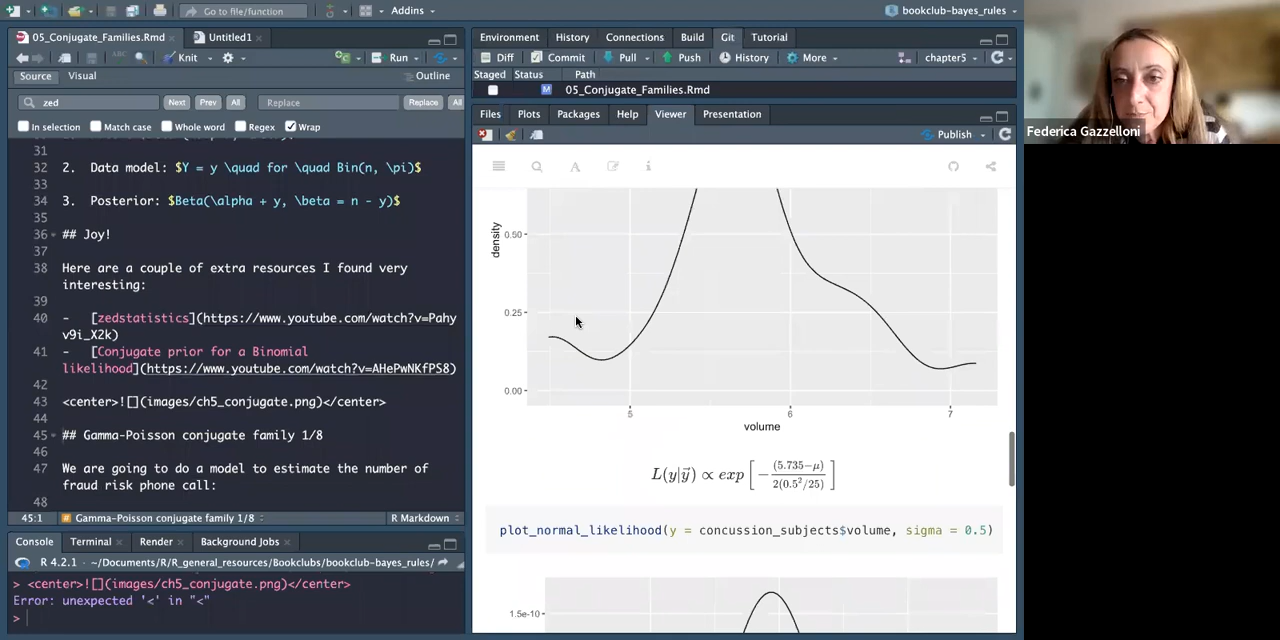 Go to file/function
Addins
bookclub-bayes_rules
05_Conjugate_Families.Rmd
Untitled1
Knit
Run
Source
Visual
Outline
zed
Next
Prev
All
Replace
Replace
All
In selection
Match case
Whole word
Regex
Wrap
31
32 2. Data model: $Y = y \quad for \quad Bin(n, \pi)$
33
34 3. Posterior: $Beta(\alpha + y, \beta = n - y)$
35
36 ## Joy!
37
38 Here are a couple of extra resources I found very
interesting:
39
40 - [zedstatistics](https://www.youtube.com/watch?v=Pahy
v9i_X2k)
41 - [Conjugate prior for a Binomial
likelihood](https://www.youtube.com/watch?v=AHePwNKfPS8)
42
43 <center>![](images/ch5_conjugate.png)</center>
44
45 ## Gamma-Poisson conjugate family 1/8
46
47 We are going to do a model to estimate the number of
fraud risk phone call:
48
45:1
Gamma-Poisson conjugate family 1/8
R Markdown
Console
Terminal
Render
Background Jobs
R 4.2.1 · ~/Documents/R/R_general_resources/Bookclubs/bookclub-bayes_rules/
> <center>![](images/ch5_conjugate.png)</center>
Error: unexpected '<' in "<"
>
Environment
History
Connections
Build
Git
Tutorial
Diff
Commit
Pull
Push
History
More
chapter5
Staged
Status
Path
M
05_Conjugate_Families.Rmd
Files
Plots
Packages
Help
Viewer
Presentation
Publish
density
0.50
0.25
0.00
5
6
7
volume
L(y|y⃗) ∝ exp [ − (5.735−μ) / 2(0.5²/25) ]
plot_normal_likelihood(y = concussion_subjects$volume, sigma = 0.5)
1.5e-10
Federica Gazzelloni